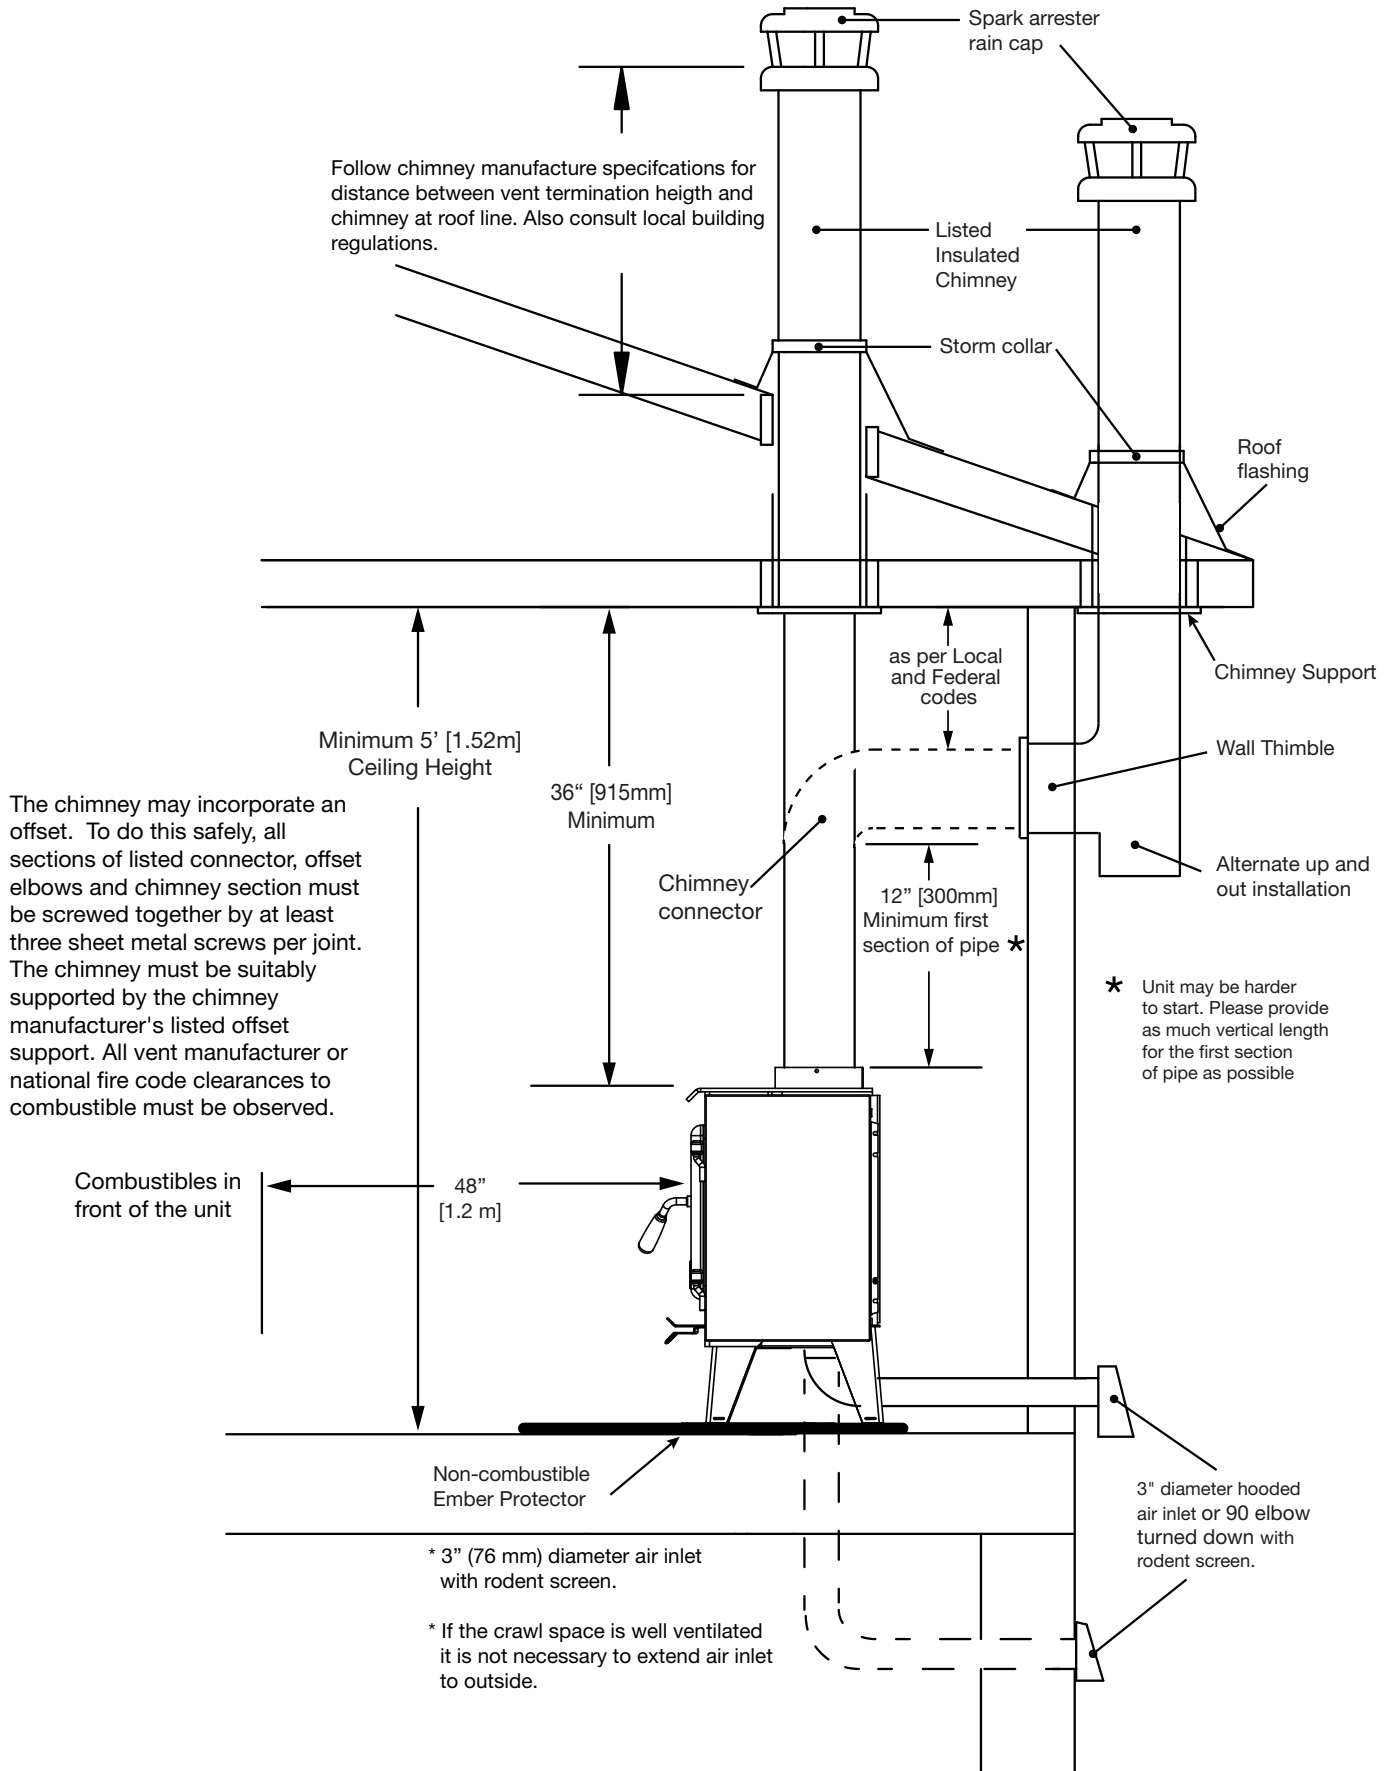 Spark arrester
rain cap
Follow chimney manufacture specifcations for
distance between vent termination heigth and
chimney at roof line. Also consult local building
regulations.
Listed
Insulated
Chimney
Storm collar
Roof
flashing
as per Local
and Federal
codes
Chimney Support
Minimum 5’ [1.52m]
Ceiling Height
Wall Thimble
36“ [915mm]
Minimum
The chimney may incorporate an
offset.  To do this safely, all
sections of listed connector, offset
elbows and chimney section must
be screwed together by at least
three sheet metal screws per joint.
The chimney must be suitably
supported by the chimney
manufacturer's listed offset
support. All vent manufacturer or
national fire code clearances to
combustible must be observed.
Chimney
connector
12” [300mm]
Minimum first
section of pipe *
Alternate up and
out installation
* Unit may be harder
to start. Please provide
as much vertical length
for the first section
of pipe as possible
Combustibles in
front of the unit
48”
[1.2 m]
Non-combustible
Ember Protector
3" diameter hooded
air inlet or 90 elbow
turned down with
rodent screen.
* 3” (76 mm) diameter air inlet
with rodent screen.
* If the crawl space is well ventilated
it is not necessary to extend air inlet
to outside.